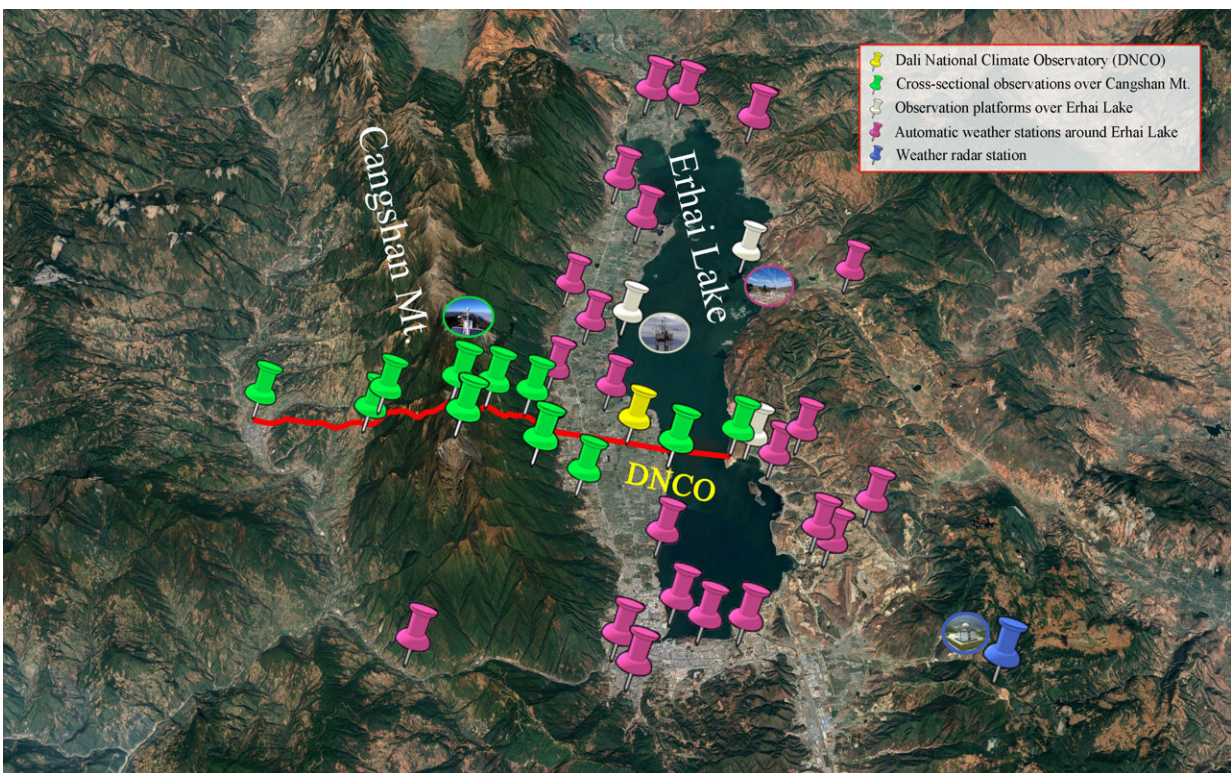 Dali National Climate Observatory (DNCO)
Cross-sectional observations over Cangshan Mt.
Observation platforms over Erhai Lake
Automatic weather stations around Erhai Lake
Weather radar station
Cangshan Mt.
Erhai Lake
DNCO